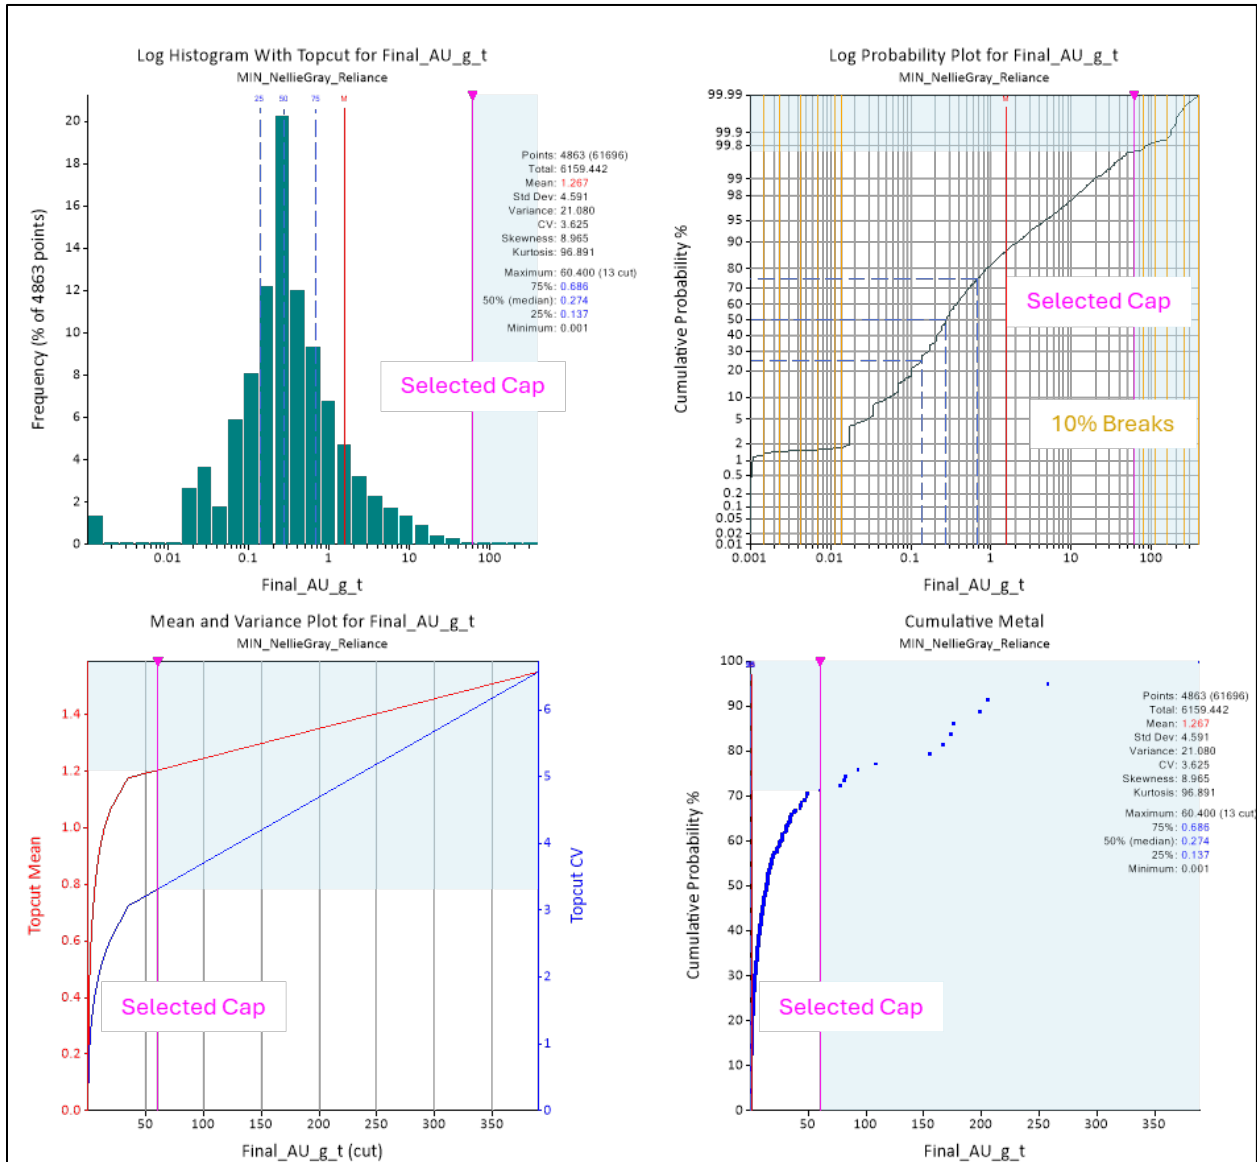 Log Histogram With Topcut for Final_AU_g_t
MIN_NellieGray_Reliance
25 50 75 M
20
18
16
14
12
10
8
6
4
2
0
Frequency (% of 4863 points)
0.01 0.1 1 10 100
Final_AU_g_t
Points: 4863 (61696)
Total: 6159.442
Mean: 1.267
Std Dev: 4.591
Variance: 21.080
CV: 3.625
Skewness: 8.965
Kurtosis: 96.891
Maximum: 60.400 (13 cut)
75%: 0.686
50% (median): 0.274
25%: 0.137
Minimum: 0.001
Selected Cap
Log Probability Plot for Final_AU_g_t
MIN_NellieGray_Reliance
M
99.99
99.9
99.8
99
98
95
90
80
70
60
50
40
30
20
10
5
2
1
0.5
0.2
0.1
0.05
0.02
0.01
Cumulative Probability %
0.001 0.01 0.1 1 10 100
Final_AU_g_t
Selected Cap
10% Breaks
Mean and Variance Plot for Final_AU_g_t
MIN_NellieGray_Reliance
1.4
1.2
1.0
0.8
0.6
0.4
0.2
0.0
Topcut Mean
6
5
4
3
2
1
0
Topcut CV
50 100 150 200 250 300 350
Final_AU_g_t (cut)
Selected Cap
Cumulative Metal
MIN_NellieGray_Reliance
100
90
80
70
60
50
40
30
20
10
0
Cumulative Probability %
50 100 150 200 250 300 350
Final_AU_g_t
Points: 4863 (61696)
Total: 6159.442
Mean: 1.267
Std Dev: 4.591
Variance: 21.080
CV: 3.625
Skewness: 8.965
Kurtosis: 96.891
Maximum: 60.400 (13 cut)
75%: 0.686
50% (median): 0.274
25%: 0.137
Minimum: 0.001
Selected Cap